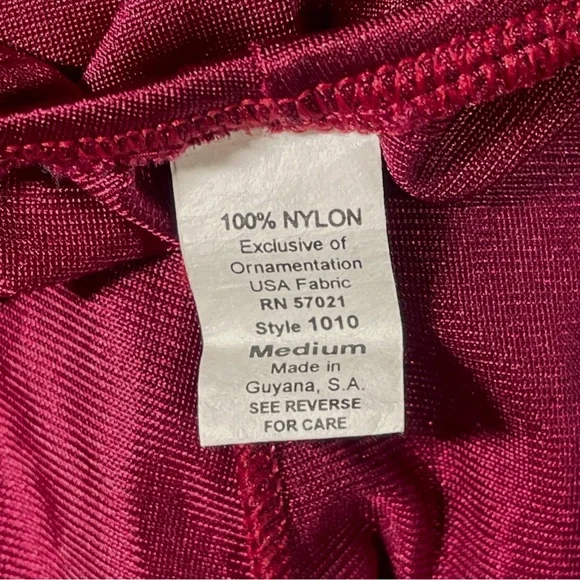 100% NYLON
Exclusive of
Ornamentation
USA Fabric
RN 57021
Style 1010
Medium
Made in
Guyana, S.A.
SEE REVERSE
FOR CARE